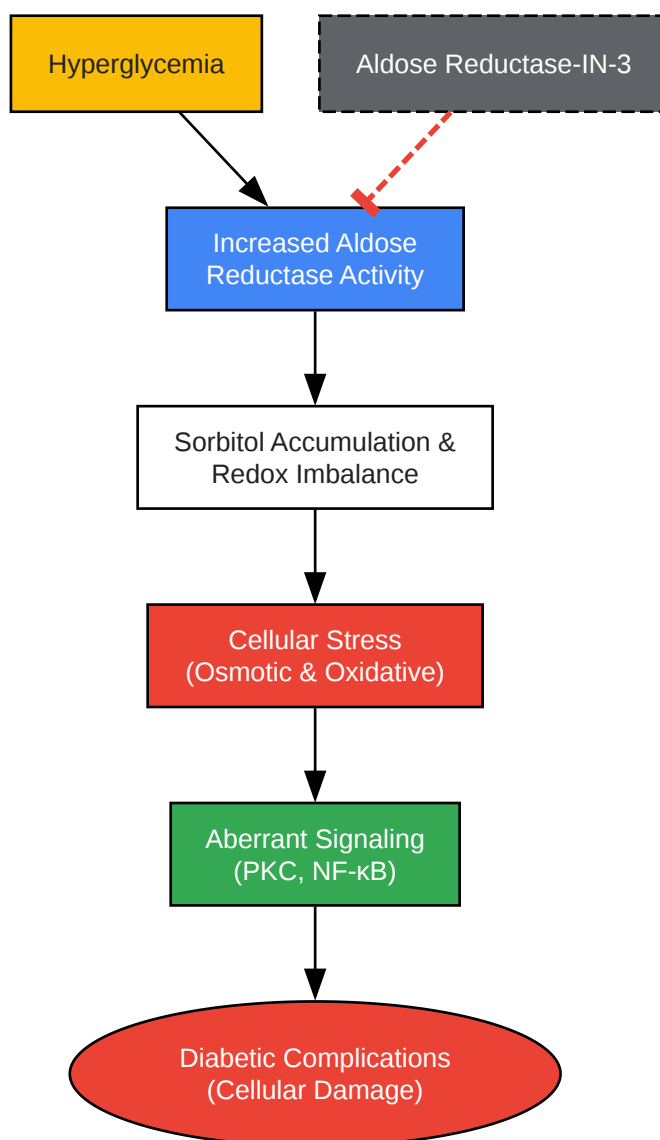 Hyperglycemia
Aldose Reductase-IN-3
Increased Aldose
Reductase Activity
Sorbitol Accumulation &
Redox Imbalance
Cellular Stress
(Osmotic & Oxidative)
Aberrant Signaling
(PKC, NF-κB)
Diabetic Complications
(Cellular Damage)